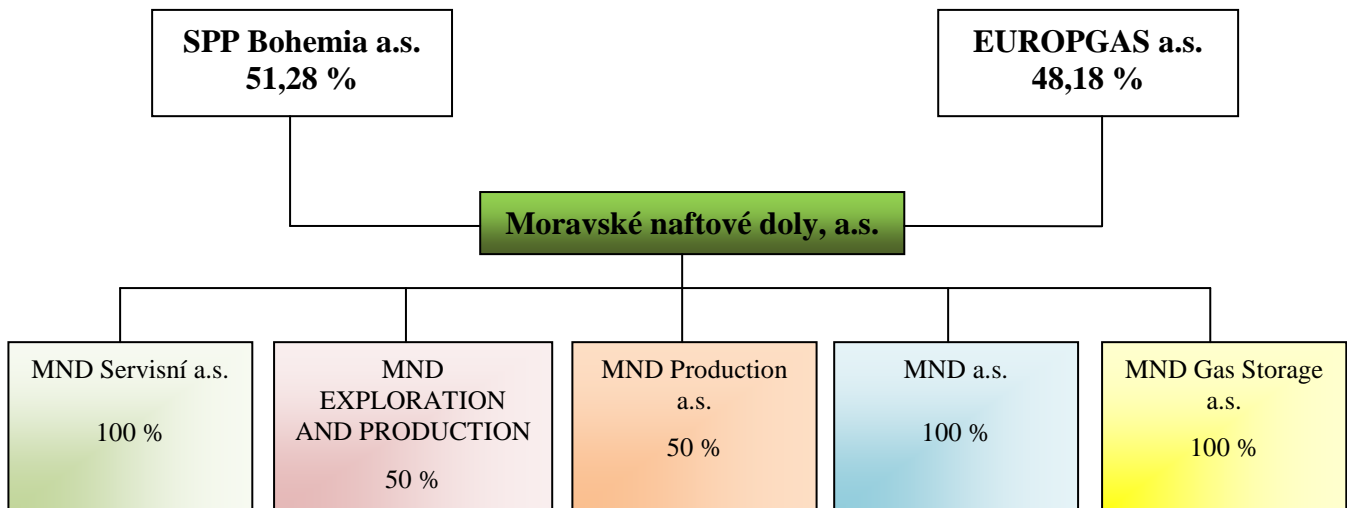 SPP Bohemia a.s.
51,28 %
EUROPGAS a.s.
48,18 %
Moravské naftové doly, a.s.
MND Servisní a.s.
100 %
MND
EXPLORATION
AND PRODUCTION
50 %
MND Production
a.s.
50 %
MND a.s.
100 %
MND Gas Storage
a.s.
100 %